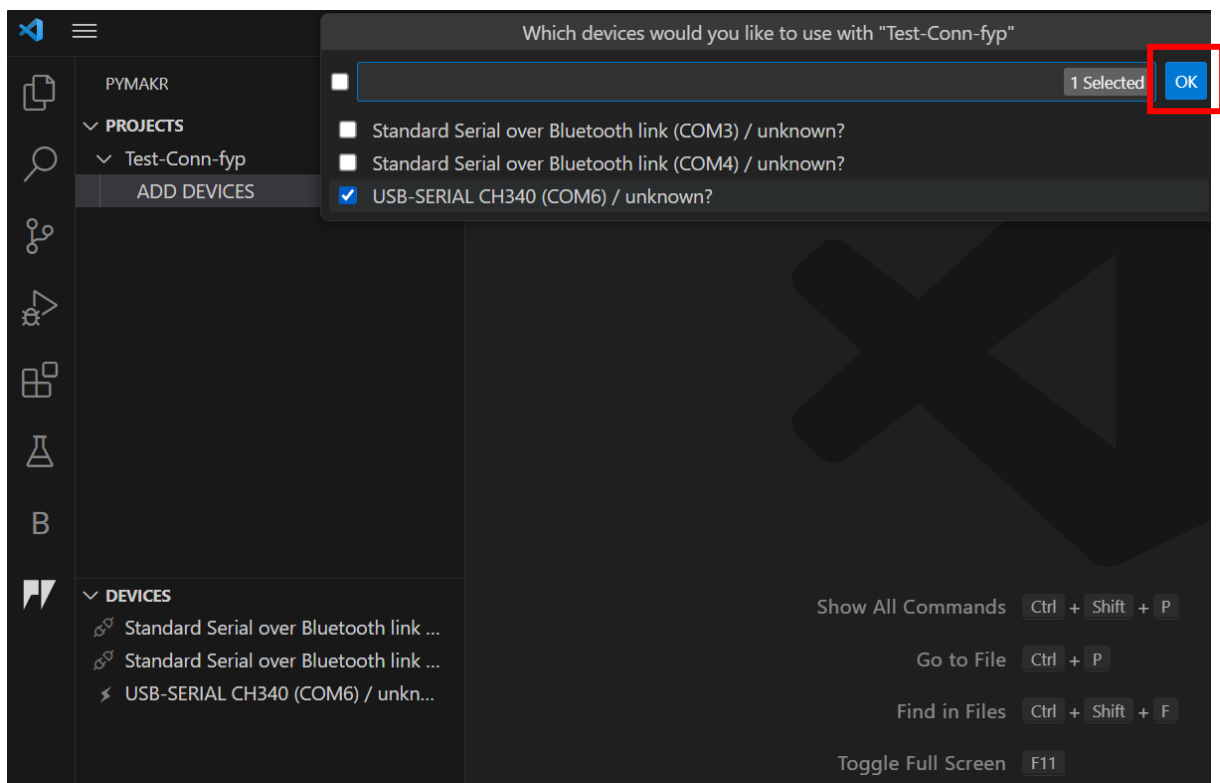 Which devices would you like to use with "Test-Conn-fyp"
1 Selected
OK
Standard Serial over Bluetooth link (COM3) / unknown?
Standard Serial over Bluetooth link (COM4) / unknown?
USB-SERIAL CH340 (COM6) / unknown?
PYMAKR
PROJECTS
Test-Conn-fyp
ADD DEVICES
B
DEVICES
Standard Serial over Bluetooth link ...
Standard Serial over Bluetooth link ...
USB-SERIAL CH340 (COM6) / unkn...
Show All Commands Ctrl + Shift + P
Go to File Ctrl + P
Find in Files Ctrl + Shift + F
Toggle Full Screen F11